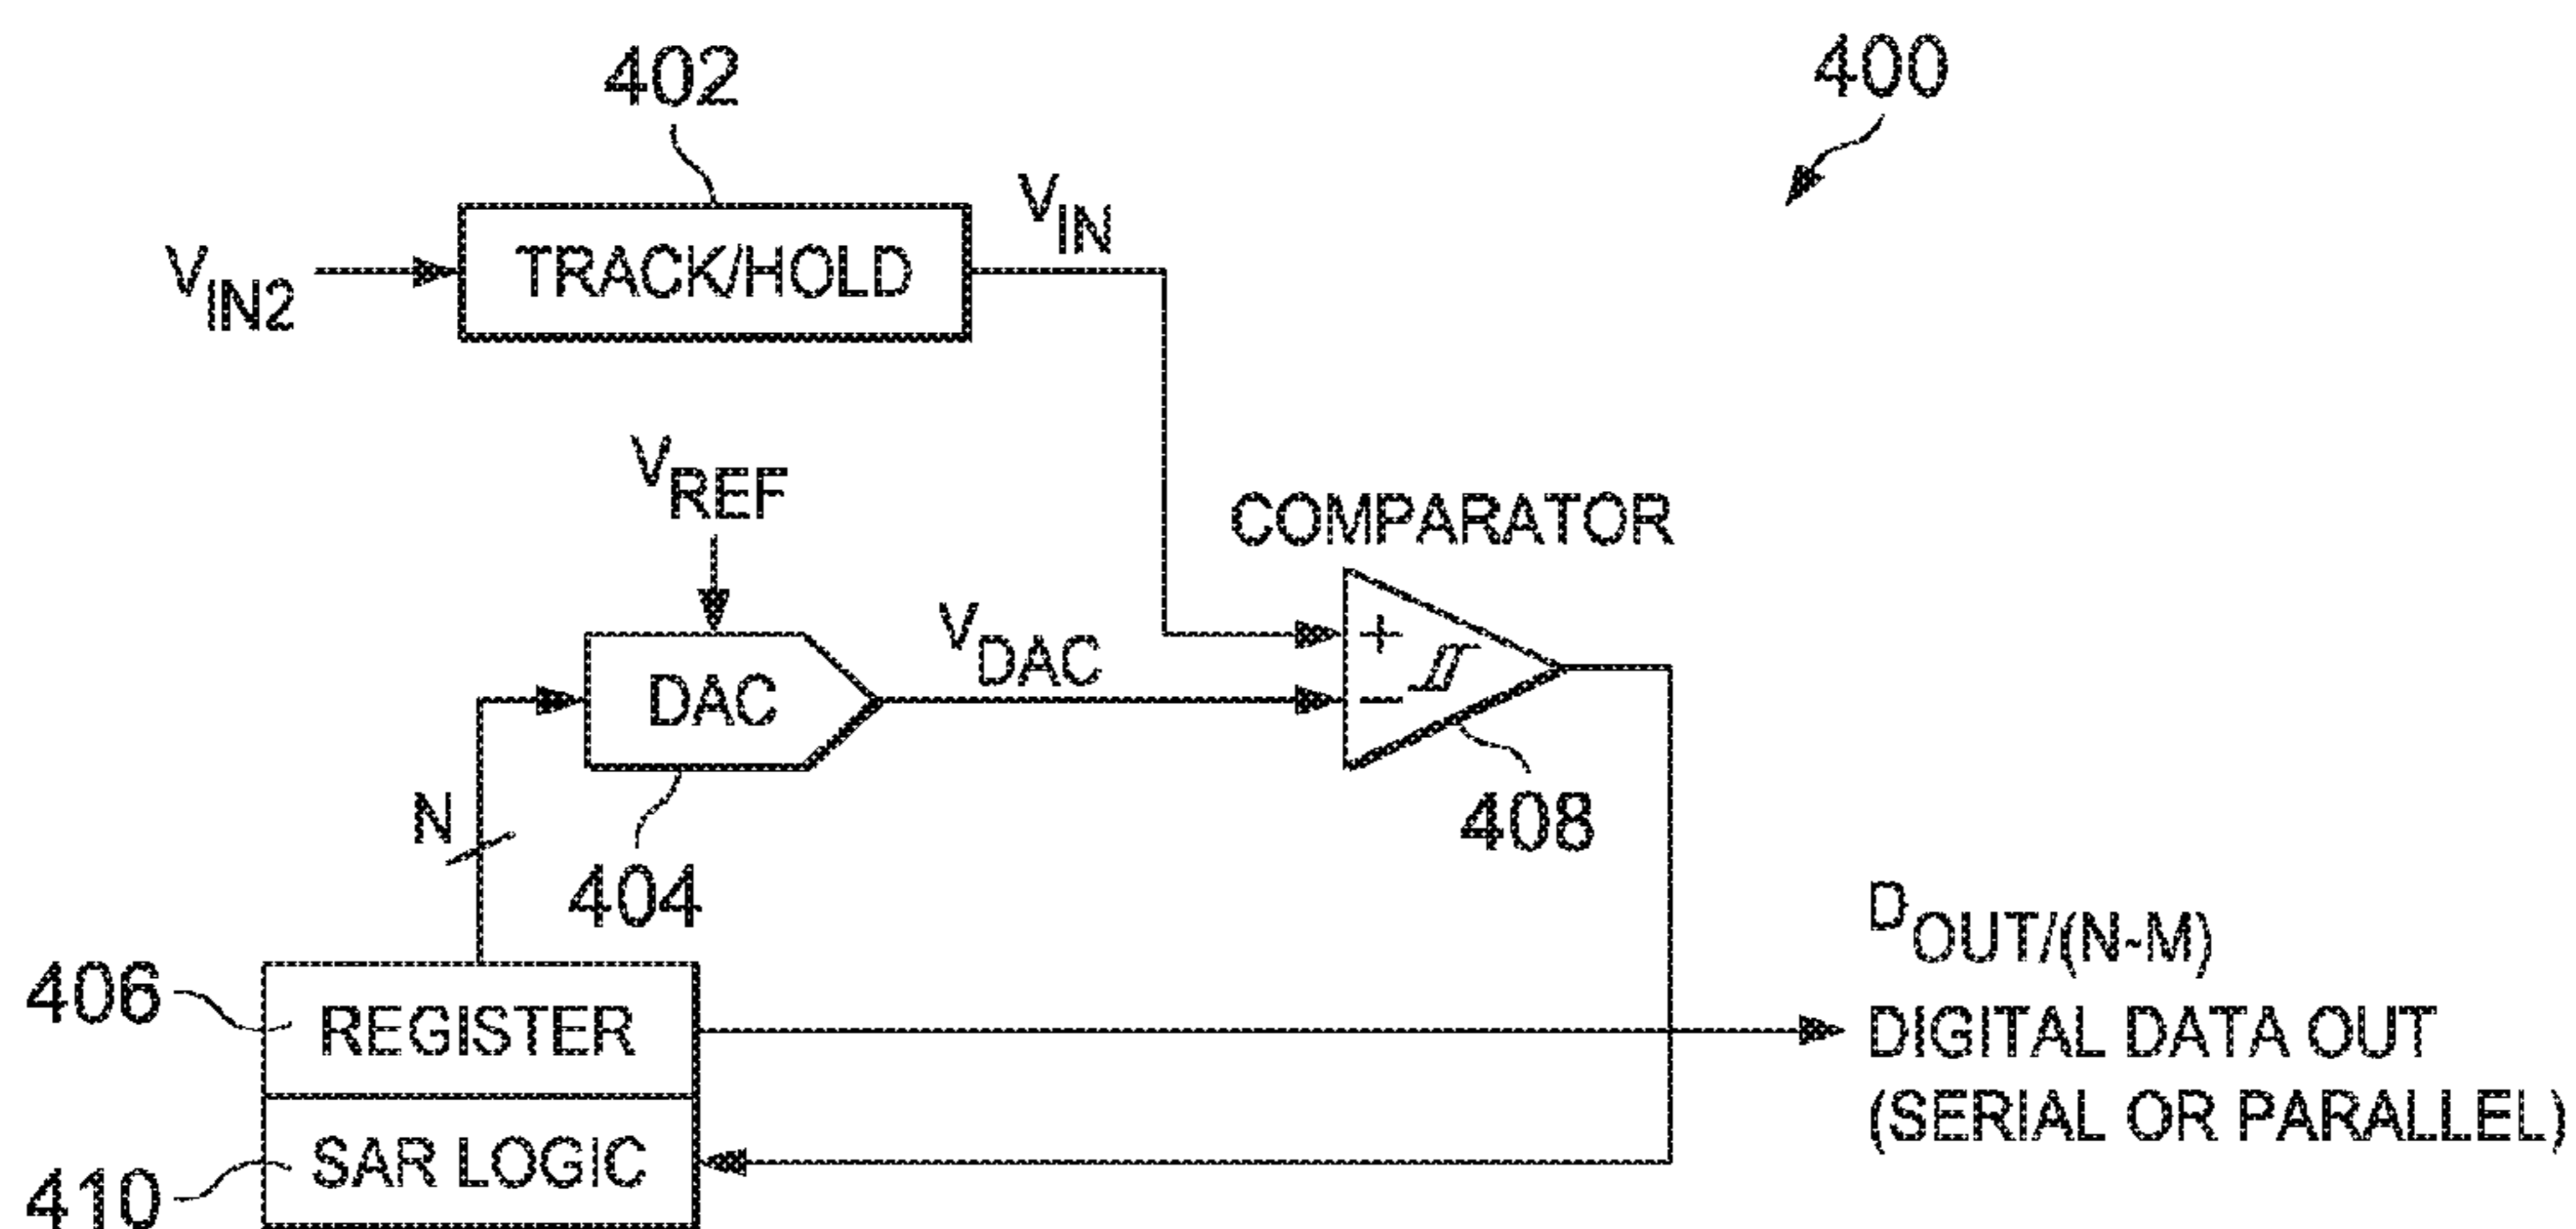 402
400
V_IN2
TRACK/HOLD
V_IN
V_REF
COMPARATOR
DAC
V_DAC
+
−
N
404
408
406
REGISTER
D_OUT/(N-M)
DIGITAL DATA OUT
(SERIAL OR PARALLEL)
410
SAR LOGIC